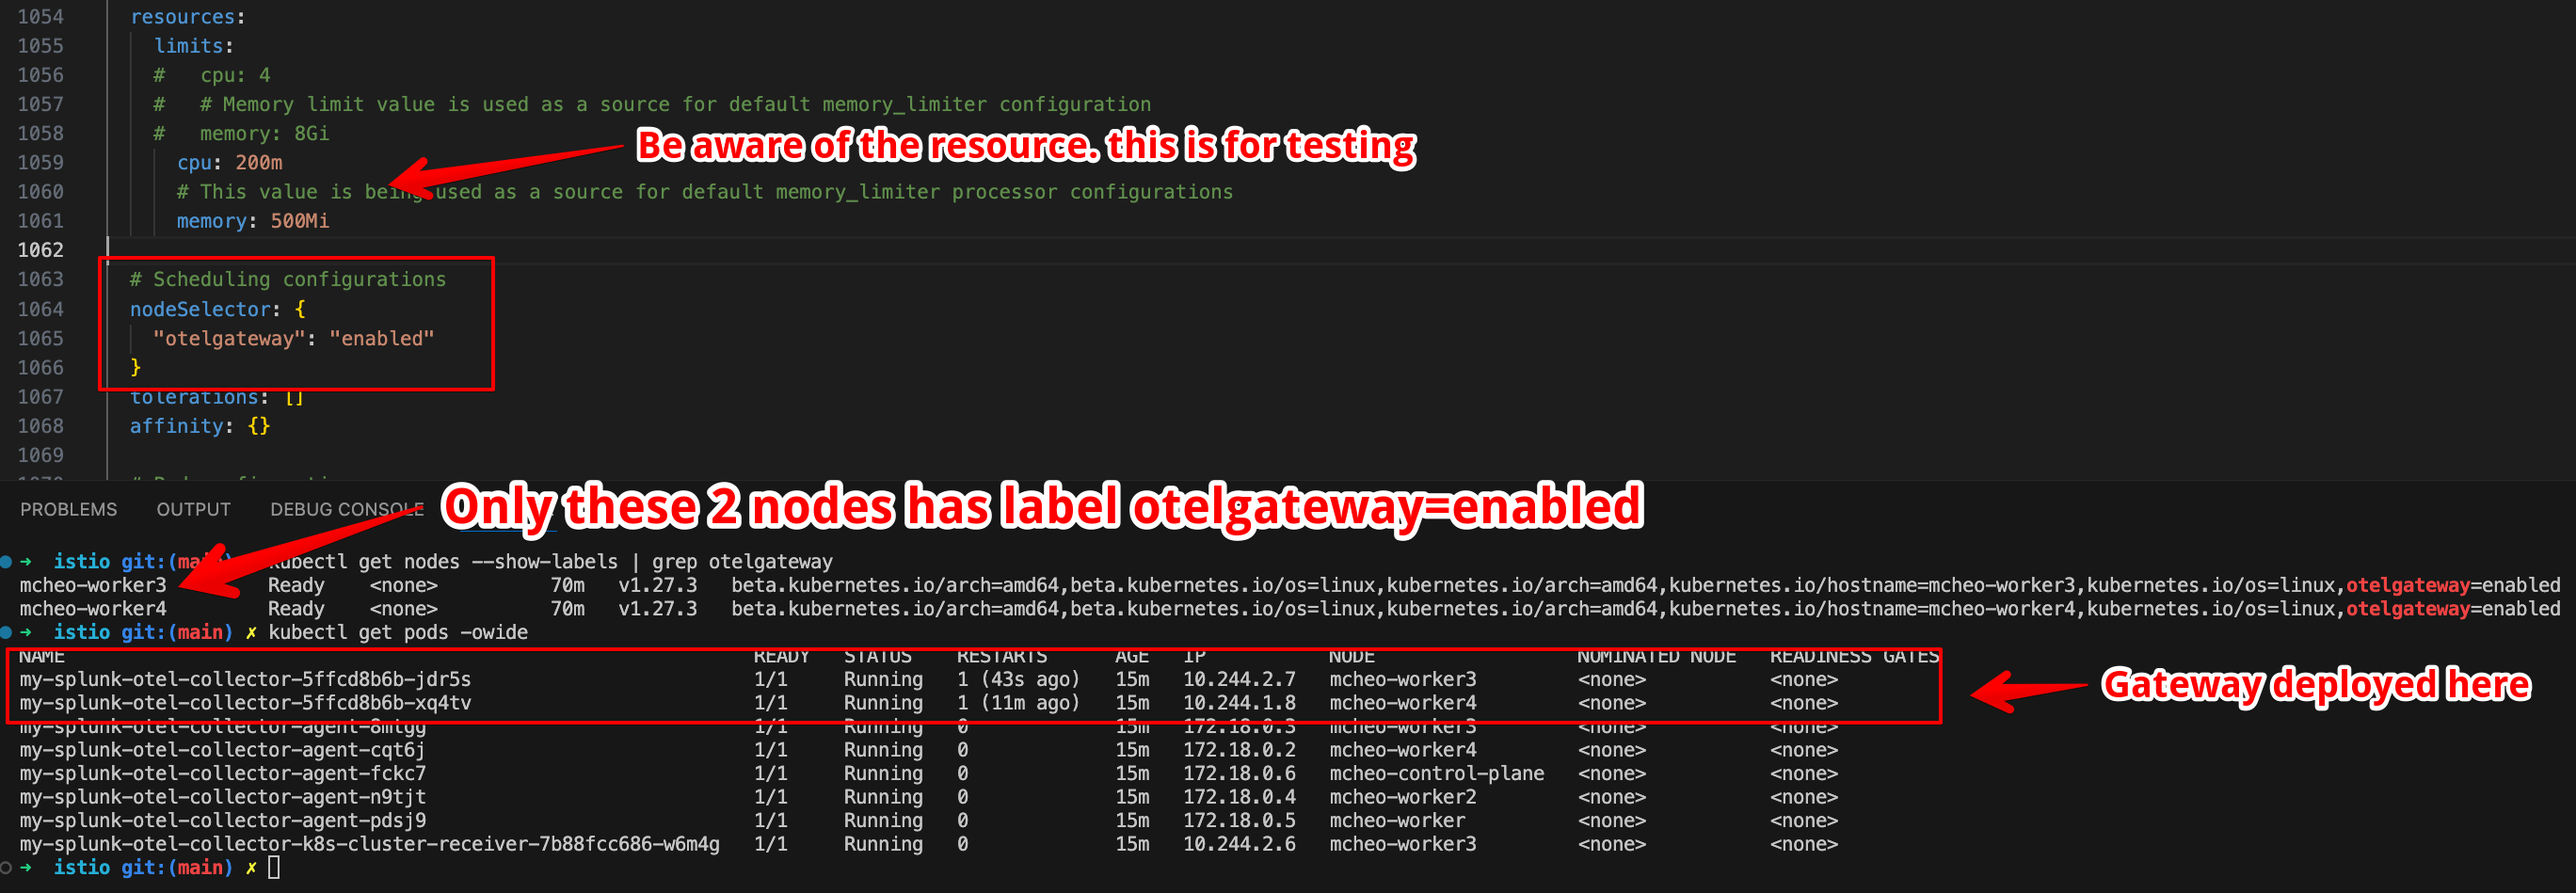 1054 resources:
1055 limits:
1056 # cpu: 4
1057 # # Memory limit value is used as a source for default memory_limiter configuration
1058 # memory: 8Gi
Be aware of the resource. this is for testing
1059 cpu: 200m
1060 # This value is being used as a source for default memory_limiter processor configurations
1061 memory: 500Mi
1062
1063 # Scheduling configurations
1064 nodeSelector: {
1065 "otelgateway": "enabled"
1066 }
1067 tolerations: []
1068 affinity: {}
1069
Only these 2 nodes has label otelgateway=enabled
PROBLEMS OUTPUT DEBUG CONSOLE
➜ istio git:(main) kubectl get nodes --show-labels | grep otelgateway
mcheo-worker3 Ready <none> 70m v1.27.3 beta.kubernetes.io/arch=amd64,beta.kubernetes.io/os=linux,kubernetes.io/arch=amd64,kubernetes.io/hostname=mcheo-worker3,kubernetes.io/os=linux,otelgateway=enabled
mcheo-worker4 Ready <none> 70m v1.27.3 beta.kubernetes.io/arch=amd64,beta.kubernetes.io/os=linux,kubernetes.io/arch=amd64,kubernetes.io/hostname=mcheo-worker4,kubernetes.io/os=linux,otelgateway=enabled
➜ istio git:(main) ✗ kubectl get pods -owide
NAME READY STATUS RESTARTS AGE IP NODE NOMINATED NODE READINESS GATES
my-splunk-otel-collector-5ffcd8b6b-jdr5s 1/1 Running 1 (43s ago) 15m 10.244.2.7 mcheo-worker3 <none> <none>
Gateway deployed here
my-splunk-otel-collector-5ffcd8b6b-xq4tv 1/1 Running 1 (11m ago) 15m 10.244.1.8 mcheo-worker4 <none> <none>
my-splunk-otel-collector-agent-8mtgg 1/1 Running 0 15m 172.18.0.3 mcheo-worker3 <none> <none>
my-splunk-otel-collector-agent-cqt6j 1/1 Running 0 15m 172.18.0.2 mcheo-worker4 <none> <none>
my-splunk-otel-collector-agent-fckc7 1/1 Running 0 15m 172.18.0.6 mcheo-control-plane <none> <none>
my-splunk-otel-collector-agent-n9tjt 1/1 Running 0 15m 172.18.0.4 mcheo-worker2 <none> <none>
my-splunk-otel-collector-agent-pdsj9 1/1 Running 0 15m 172.18.0.5 mcheo-worker <none> <none>
my-splunk-otel-collector-k8s-cluster-receiver-7b88fcc686-w6m4g 1/1 Running 0 15m 10.244.2.6 mcheo-worker3 <none> <none>
➜ istio git:(main) ✗